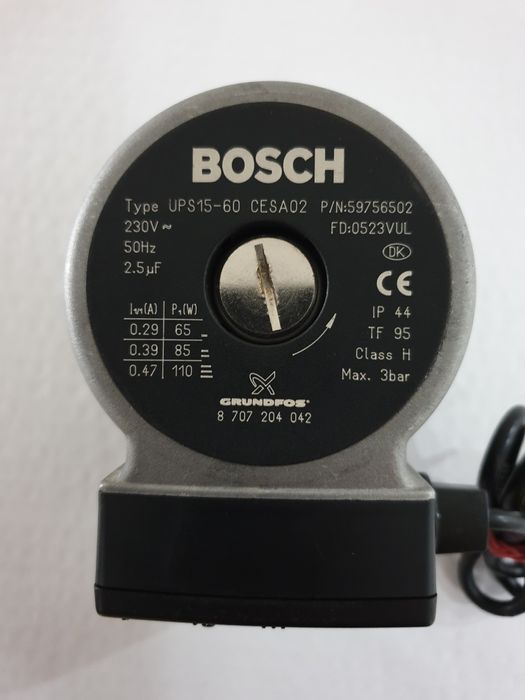 BOSCH
Type UPS15-60 CESA02 P/N:59756502
230V~ FD:0523VUL
50Hz DK
2.5µF CE
I1/1(A) P1(W) IP 44
0.29 65 TF 95
0.39 85 Class H
0.47 110 Max. 3bar
GRUNDFOS
8 707 204 042